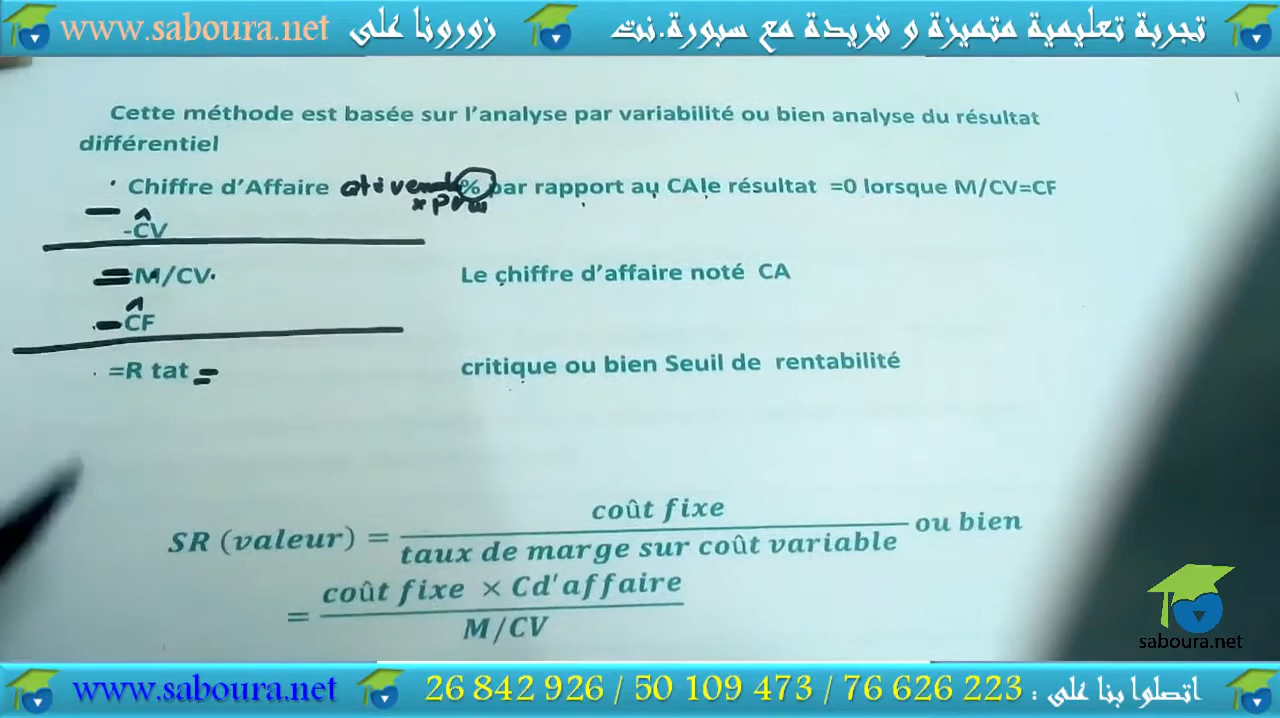 www.saboura.net زورونا على تجربة تعليمية متميزة و فريدة مع سبورة.نت
Cette méthode est basée sur l'analyse par variabilité ou bien analyse du résultat
différentiel
Chiffre d'Affaire qté vend % par rapport au CAle résultat =0 lorsque M/CV=CF
× prix
-CV
=M/CV
Le chiffre d'affaire noté CA
-CF
=R tat =
critique ou bien Seuil de rentabilité
SR (valeur) = coût fixe / taux de marge sur coût variable ou bien
= coût fixe × Cd'affaire / M/CV
saboura.net
www.saboura.net 26 842 926 / 50 109 473 / 76 626 223 : اتصلوا بنا على